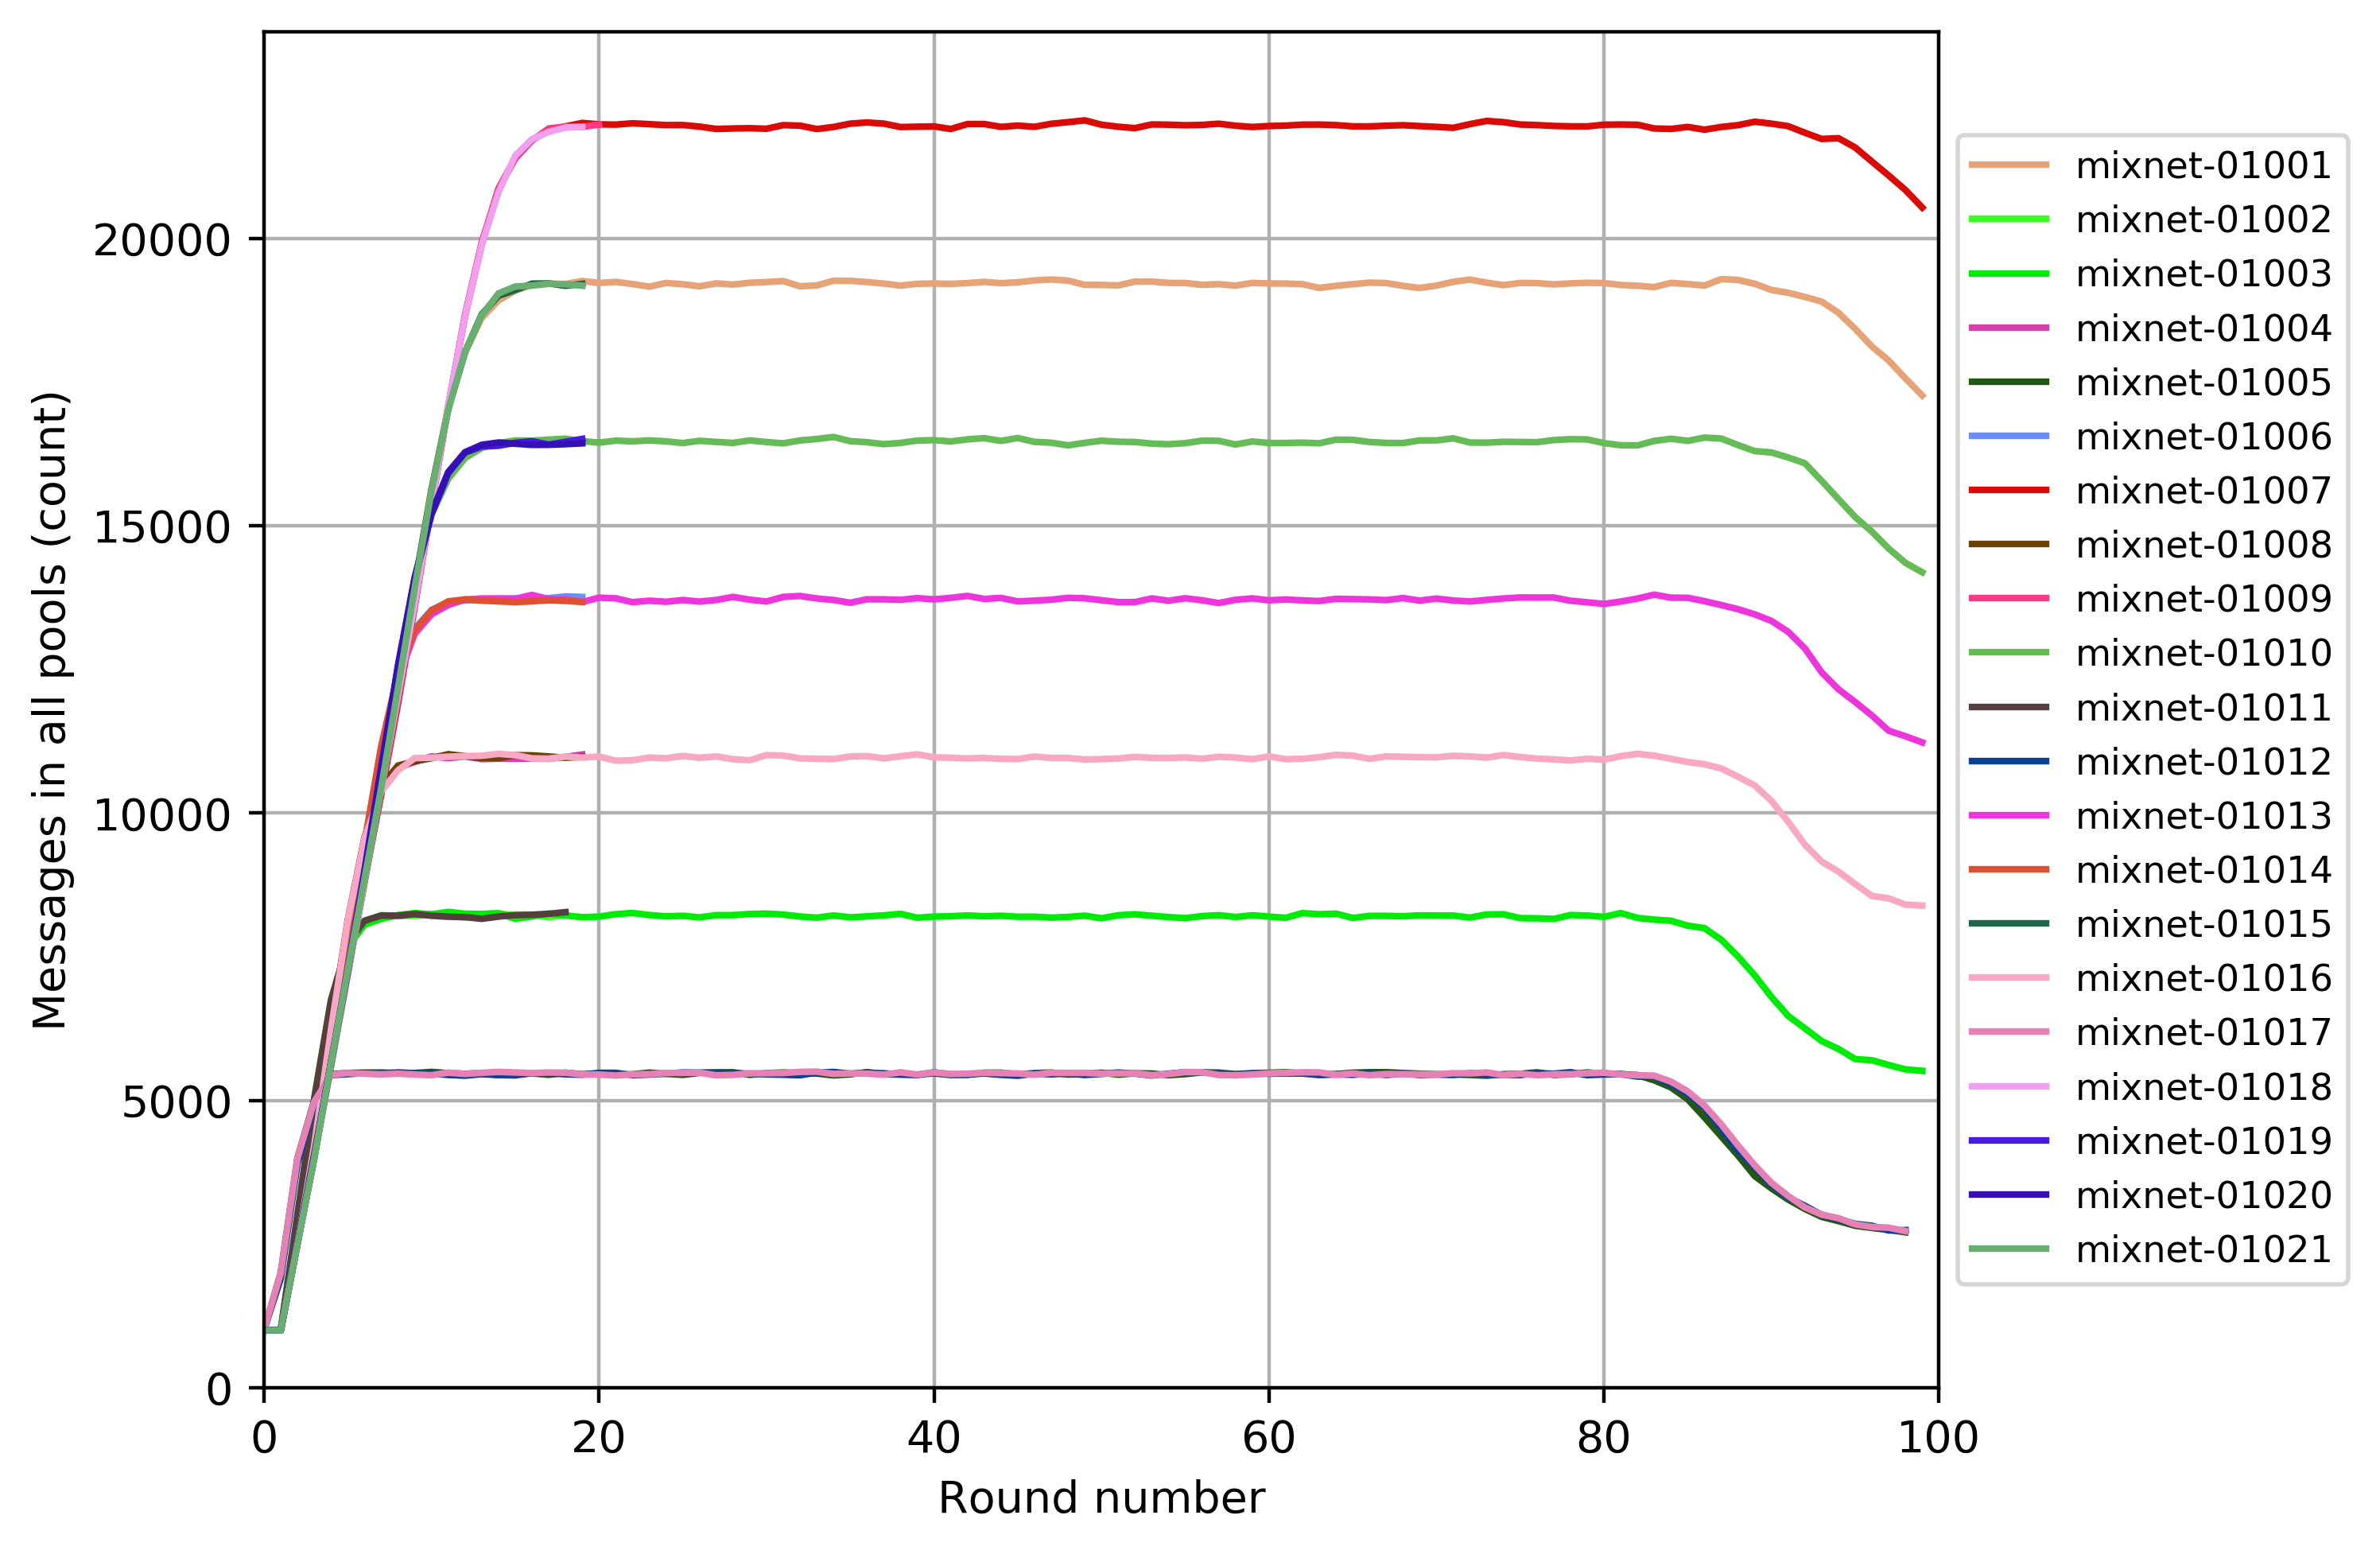 Messages in all pools (count)
20000
15000
10000
5000
0
0 20 40 60 80 100
Round number
mixnet-01001
mixnet-01002
mixnet-01003
mixnet-01004
mixnet-01005
mixnet-01006
mixnet-01007
mixnet-01008
mixnet-01009
mixnet-01010
mixnet-01011
mixnet-01012
mixnet-01013
mixnet-01014
mixnet-01015
mixnet-01016
mixnet-01017
mixnet-01018
mixnet-01019
mixnet-01020
mixnet-01021